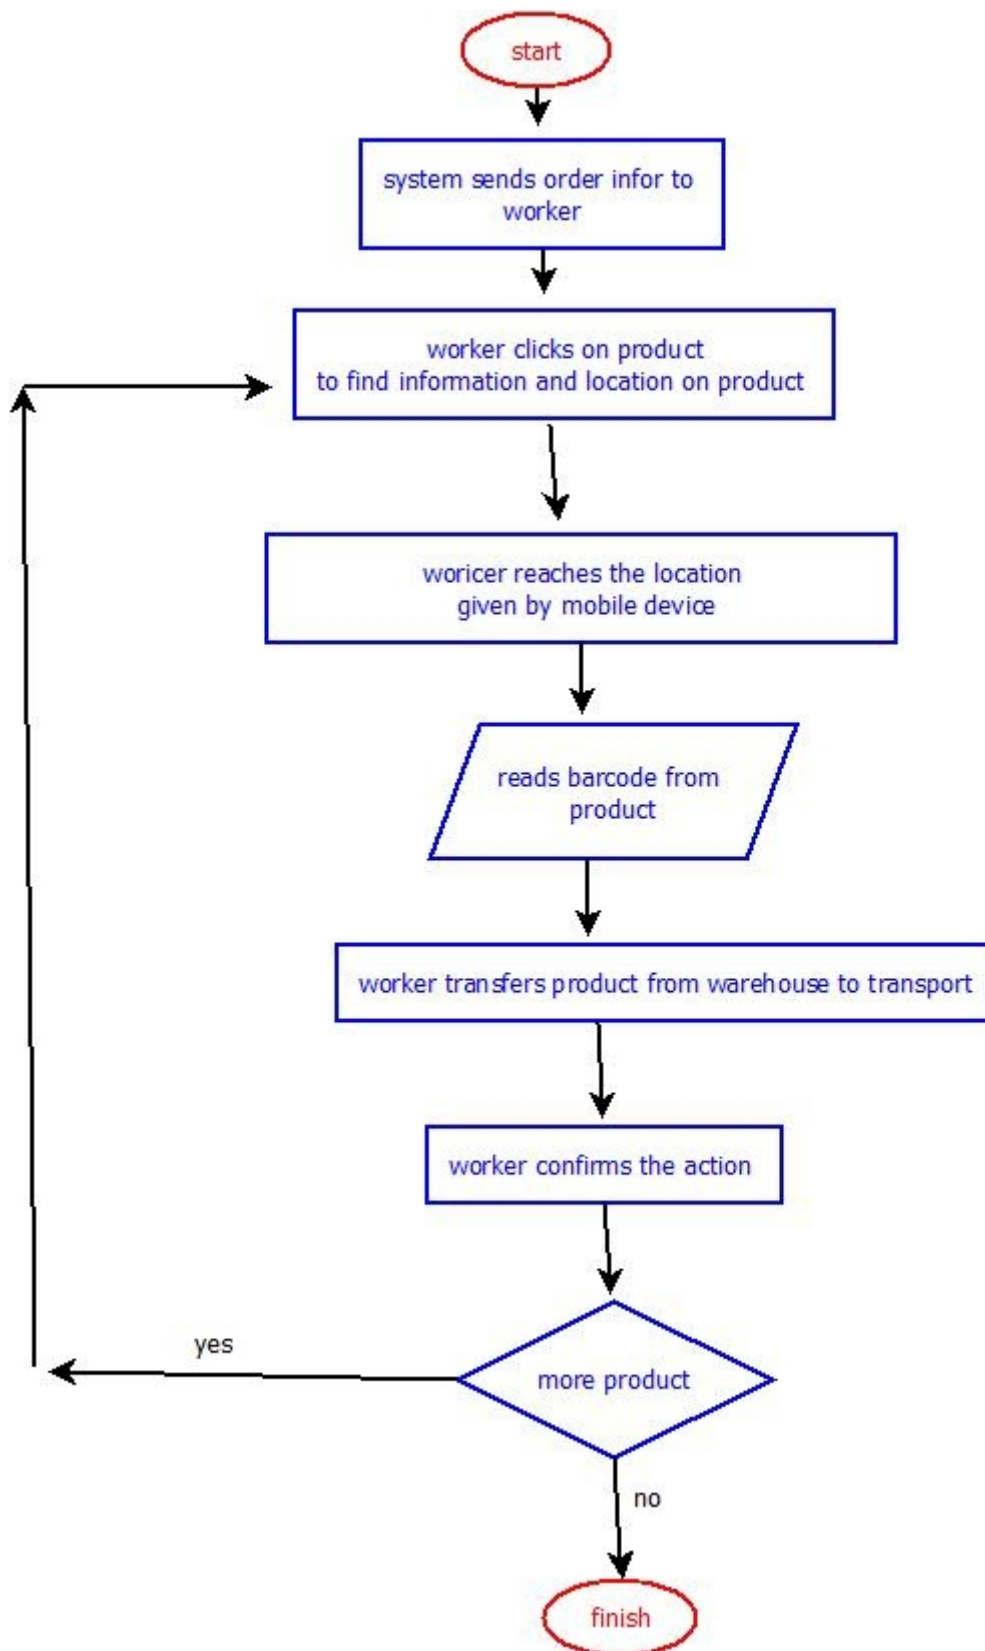 start
system sends order infor to
worker
worker clicks on product
to find information and location on product
woricer reaches the location
given by mobile device
reads barcode from
product
worker transfers product from warehouse to transport
worker confirms the action
yes
more product
no
finish